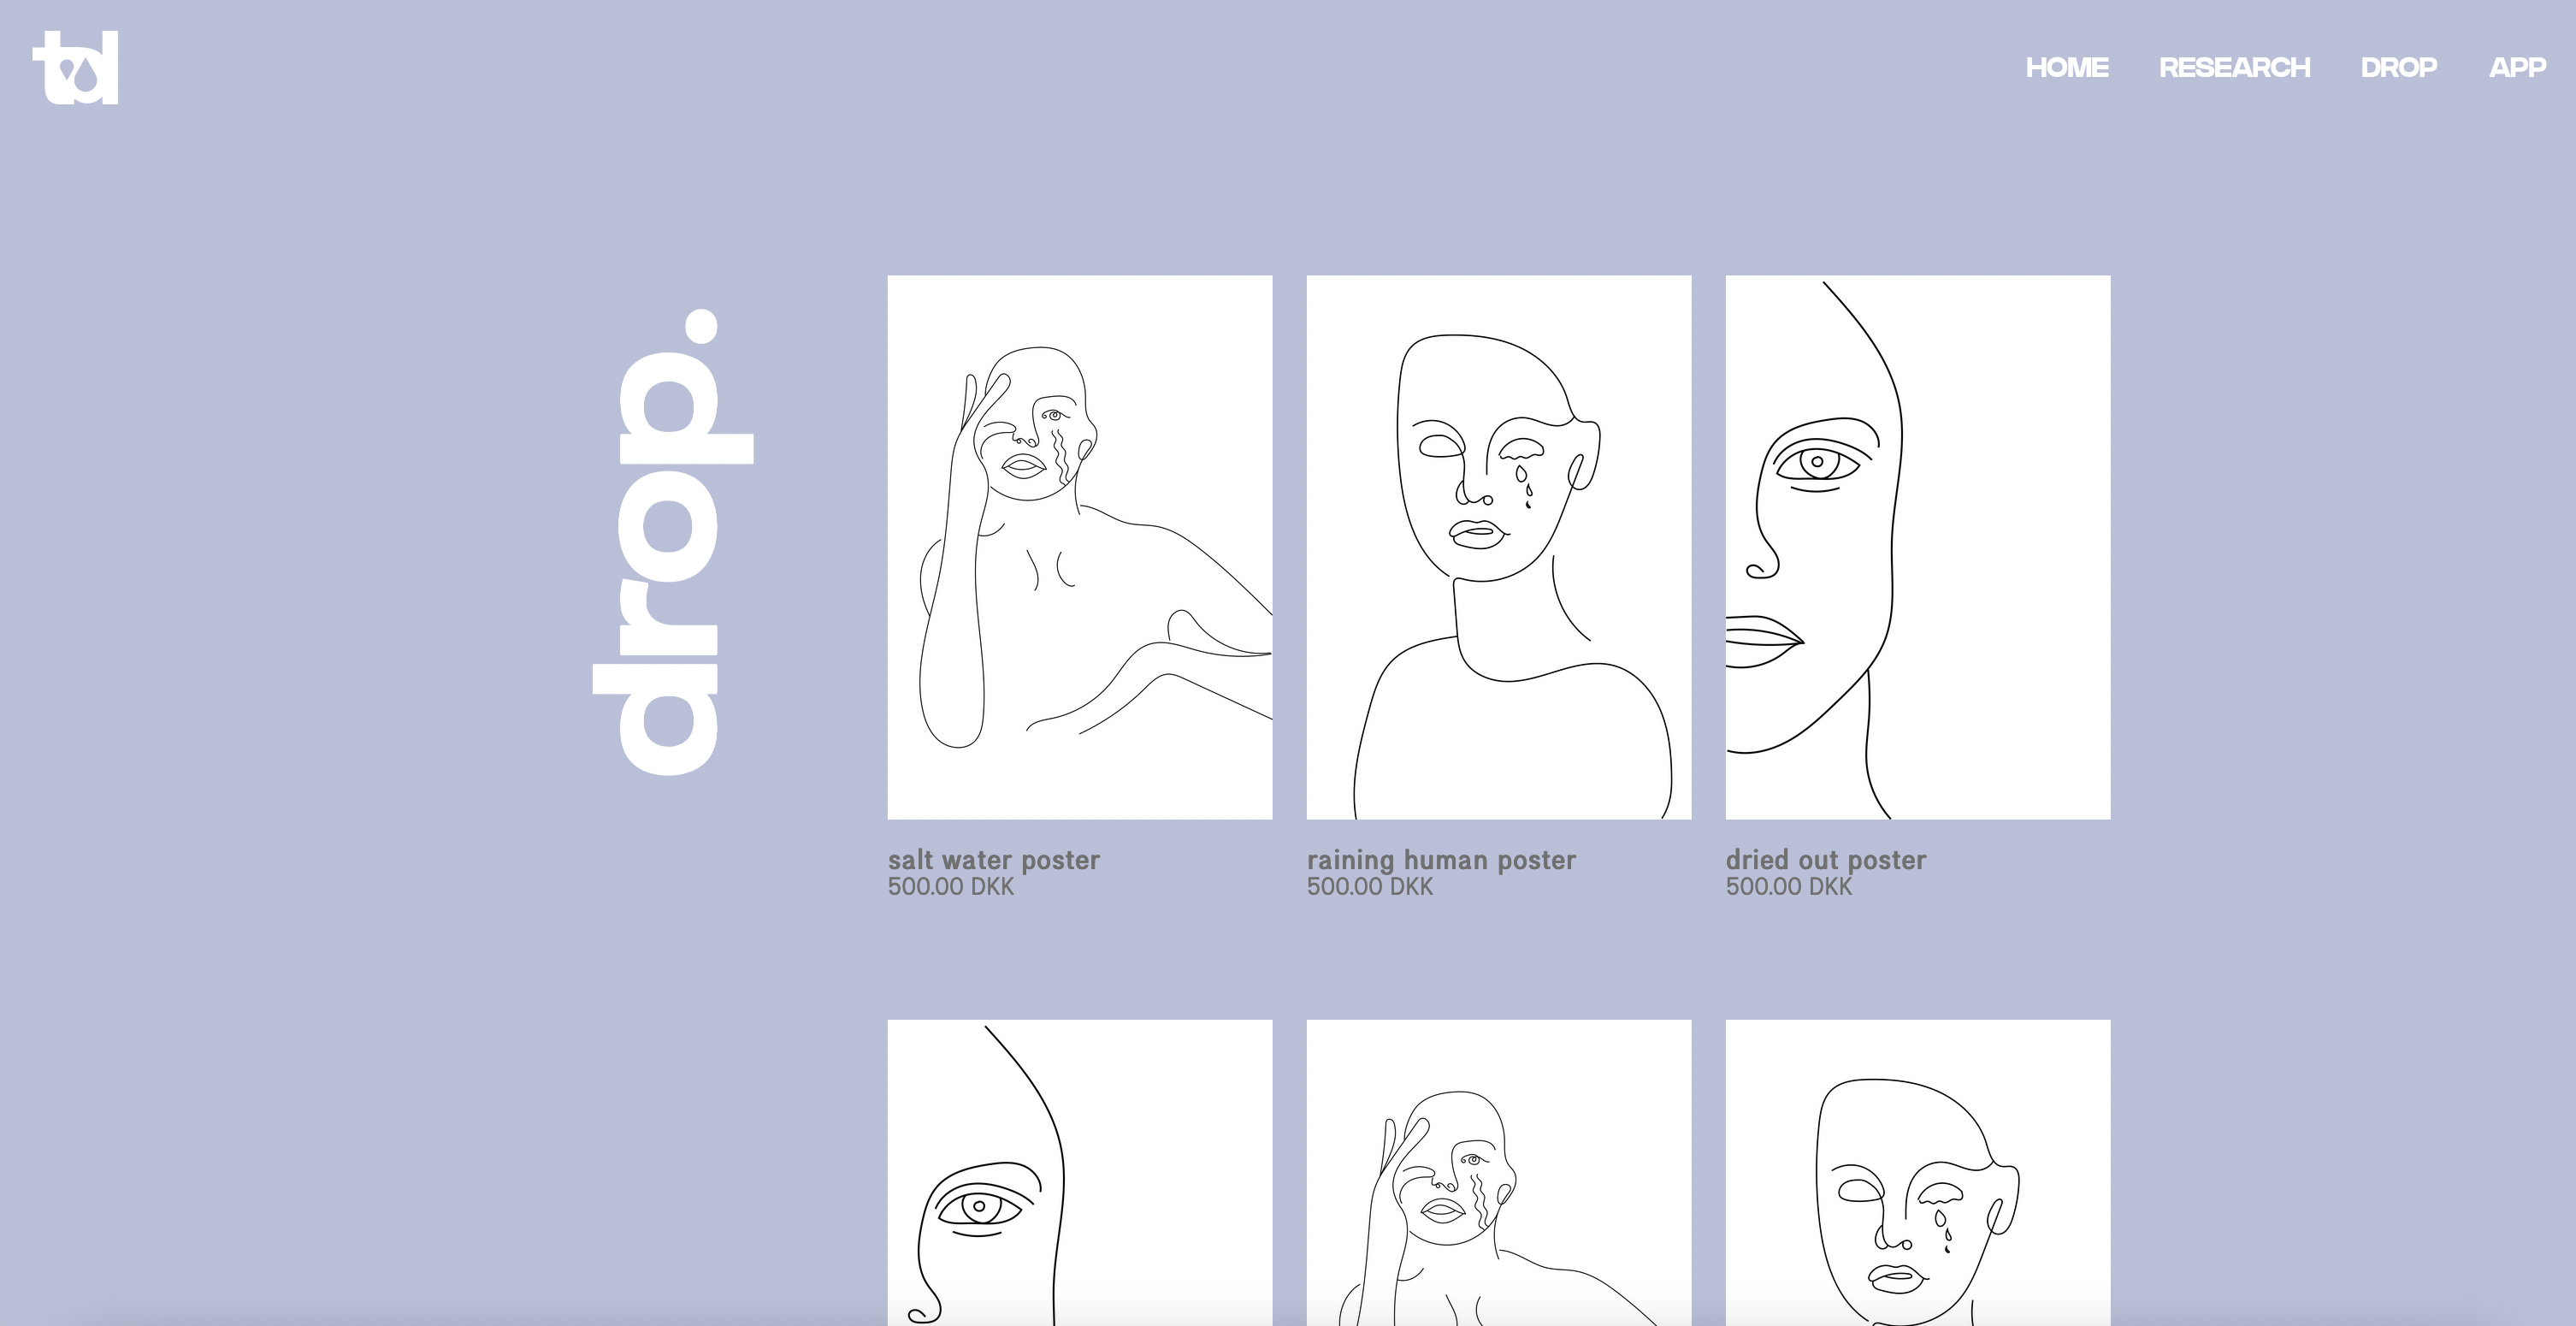 td
HOME RESEARCH DROP APP
drop.
salt water poster
500.00 DKK
raining human poster
500.00 DKK
dried out poster
500.00 DKK